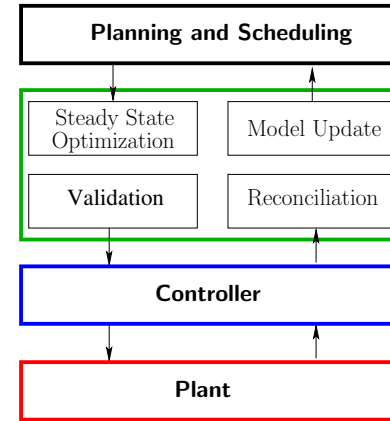 Planning and Scheduling
Steady State
Optimization
Model Update
Validation
Reconciliation
Controller
Plant